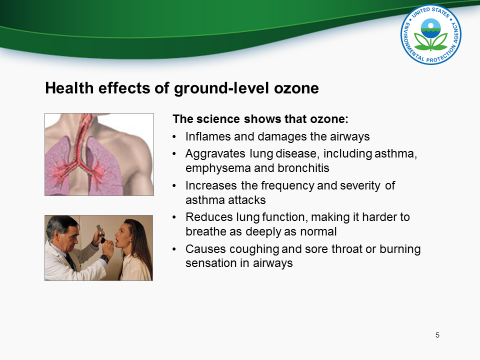 UNITED STATES
ENVIRONMENTAL PROTECTION AGENCY
Health effects of ground-level ozone
The science shows that ozone:
• Inflames and damages the airways
• Aggravates lung disease, including asthma,
emphysema and bronchitis
• Increases the frequency and severity of
asthma attacks
• Reduces lung function, making it harder to
breathe as deeply as normal
• Causes coughing and sore throat or burning
sensation in airways
5